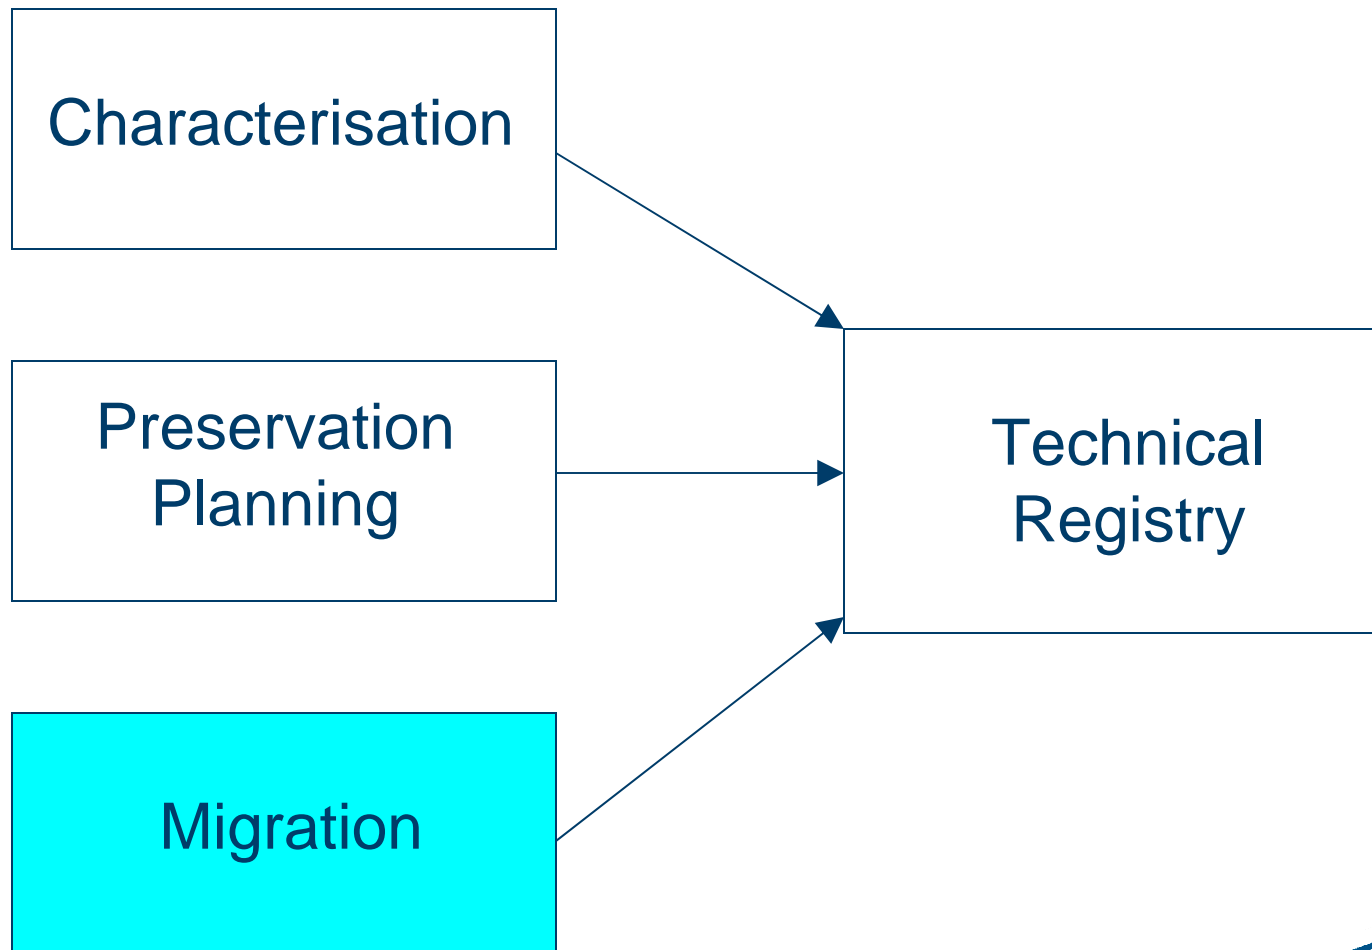 Characterisation
Preservation
Planning
Technical
Registry
Migration